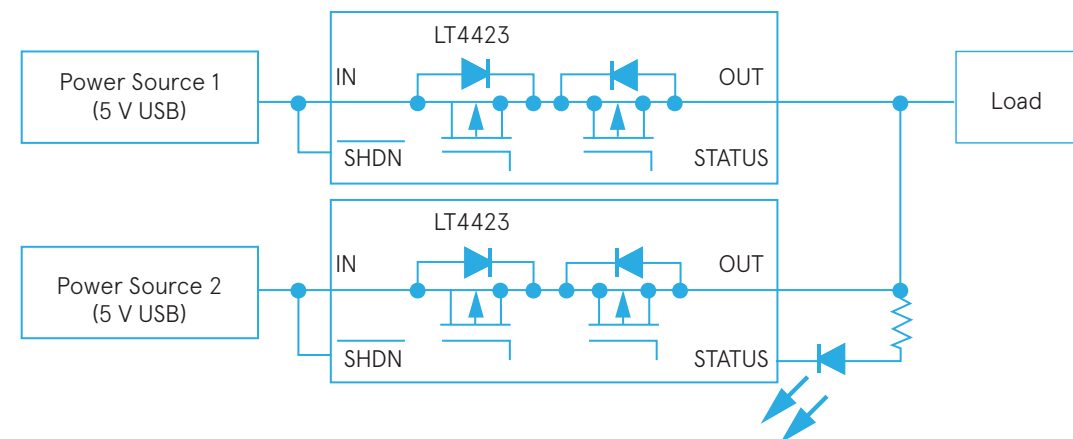 LT4423
Power Source 1
(5 V USB)
IN
OUT
Load
SHDN
STATUS
LT4423
Power Source 2
(5 V USB)
IN
OUT
SHDN
STATUS